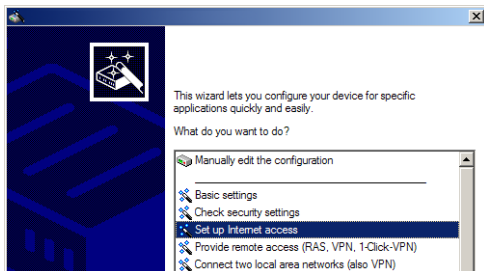 This wizard lets you configure your device for specific
applications quickly and easily.
What do you want to do?
Manually edit the configuration
Basic settings
Check security settings
Set up Internet access
Provide remote access (RAS, VPN, 1-Click-VPN)
Connect two local area networks (also VPN)